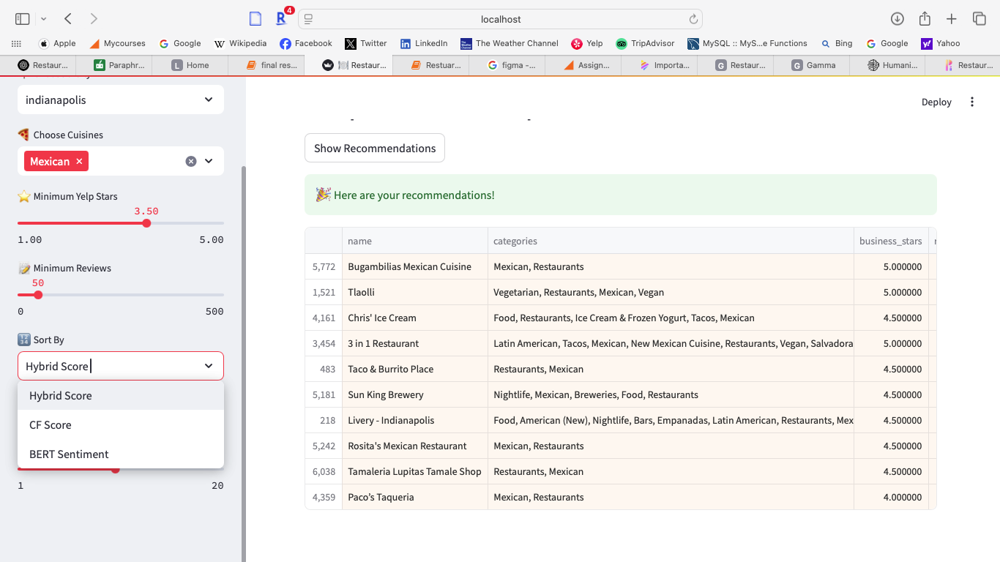 4
localhost
Apple Mycourses Google Wikipedia Facebook Twitter LinkedIn The Weather Channel Yelp TripAdvisor MySQL :: MyS...e Functions Bing Google Yahoo
Restaur... Paraphr... Home final res... Restaur... Restuar... figma -... Assign... Importa... Restaur... Gamma Humani... Restaur...
indianapolis
Choose Cuisines
Mexican
Minimum Yelp Stars
3.50
1.00 5.00
Minimum Reviews
50
0 500
Sort By
Hybrid Score
Hybrid Score
CF Score
BERT Sentiment
1 20
Deploy
Show Recommendations
Here are your recommendations!
name categories business_stars
5,772 Bugambilias Mexican Cuisine Mexican, Restaurants 5.000000
1,521 Tlaolli Vegetarian, Restaurants, Mexican, Vegan 5.000000
4,161 Chris' Ice Cream Food, Restaurants, Ice Cream & Frozen Yogurt, Tacos, Mexican 4.500000
3,454 3 in 1 Restaurant Latin American, Tacos, Mexican, New Mexican Cuisine, Restaurants, Vegan, Salvadora 5.000000
483 Taco & Burrito Place Restaurants, Mexican 4.500000
5,181 Sun King Brewery Nightlife, Mexican, Breweries, Food, Restaurants 4.500000
218 Livery - Indianapolis Food, American (New), Nightlife, Bars, Empanadas, Latin American, Restaurants, Mex 4.500000
5,242 Rosita's Mexican Restaurant Mexican, Restaurants 4.500000
6,038 Tamaleria Lupitas Tamale Shop Restaurants, Mexican 4.500000
4,359 Paco's Taqueria Mexican, Restaurants 4.000000